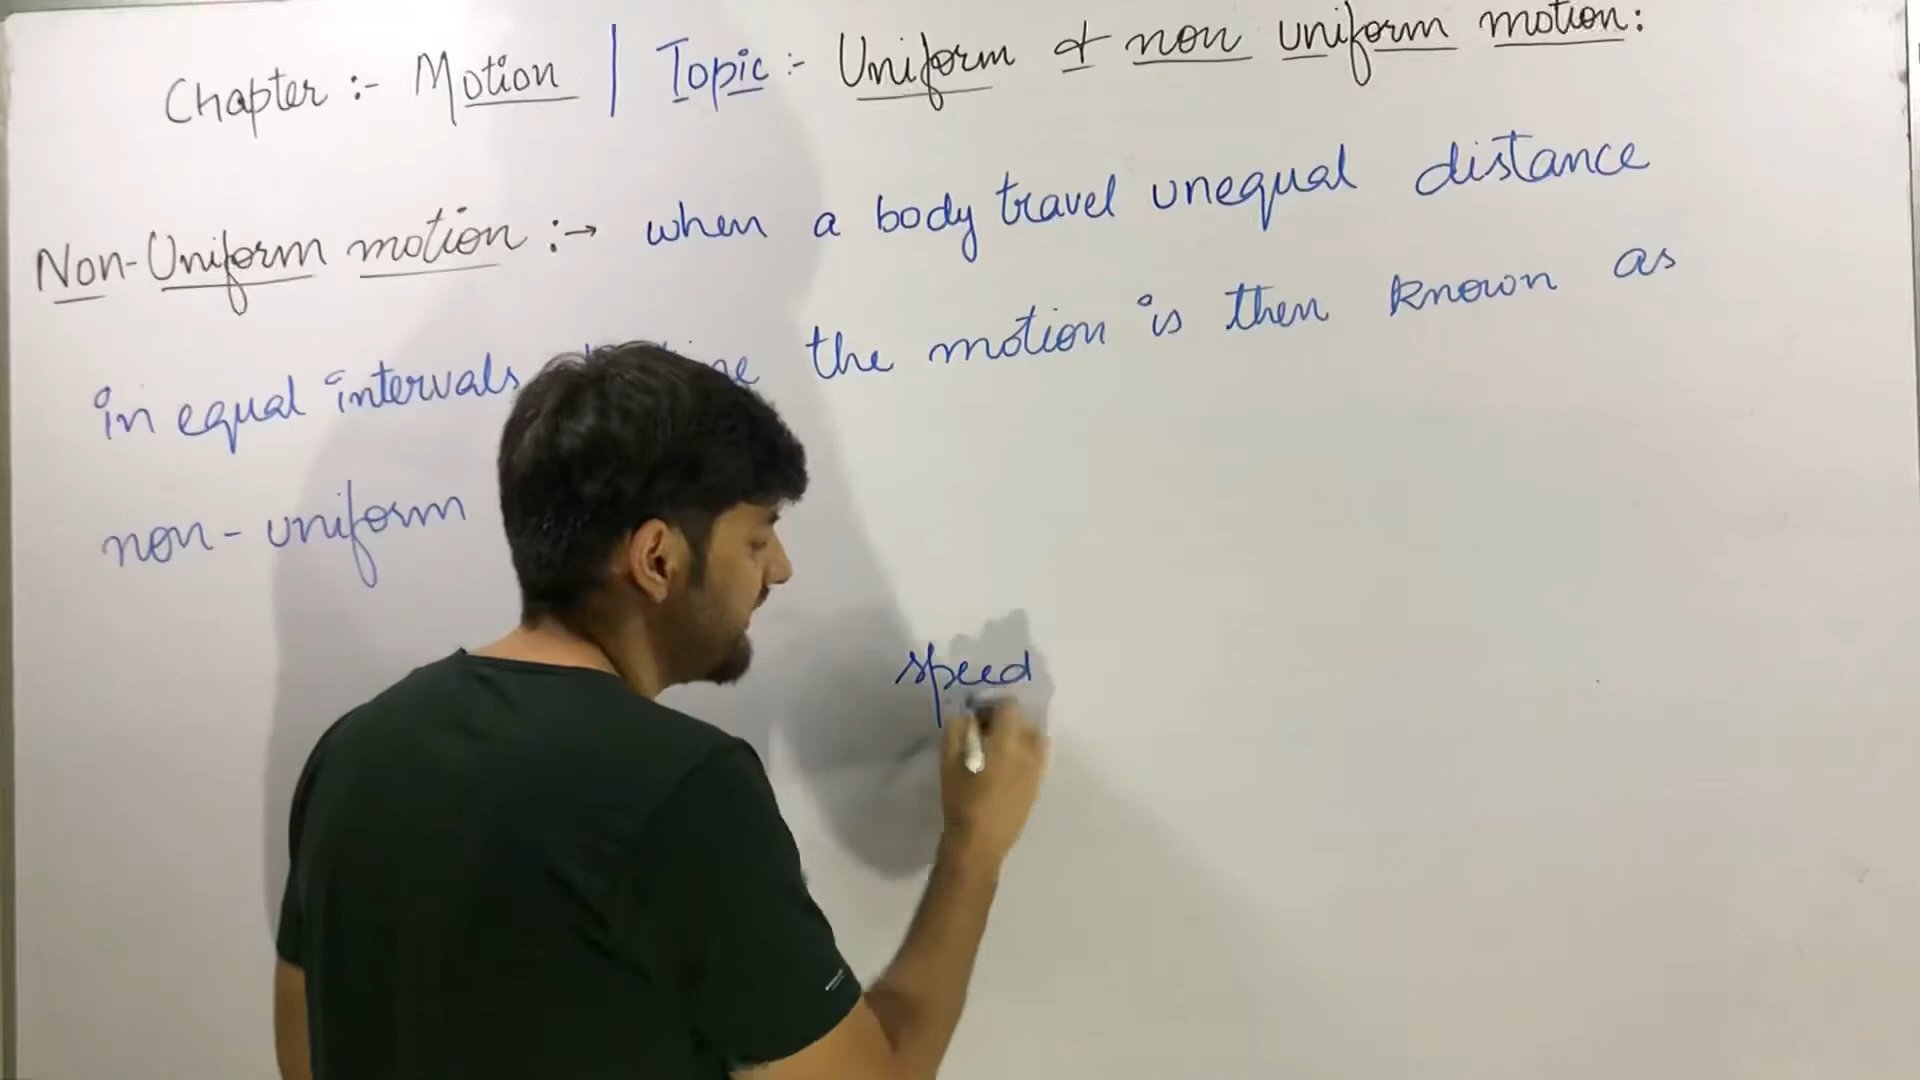 Chapter :- Motion | Topic :- Uniform & non uniform motion:
Non-Uniform motion :→ when a body travel unequal distance
in equal intervals the motion is then known as
non-uniform
speed